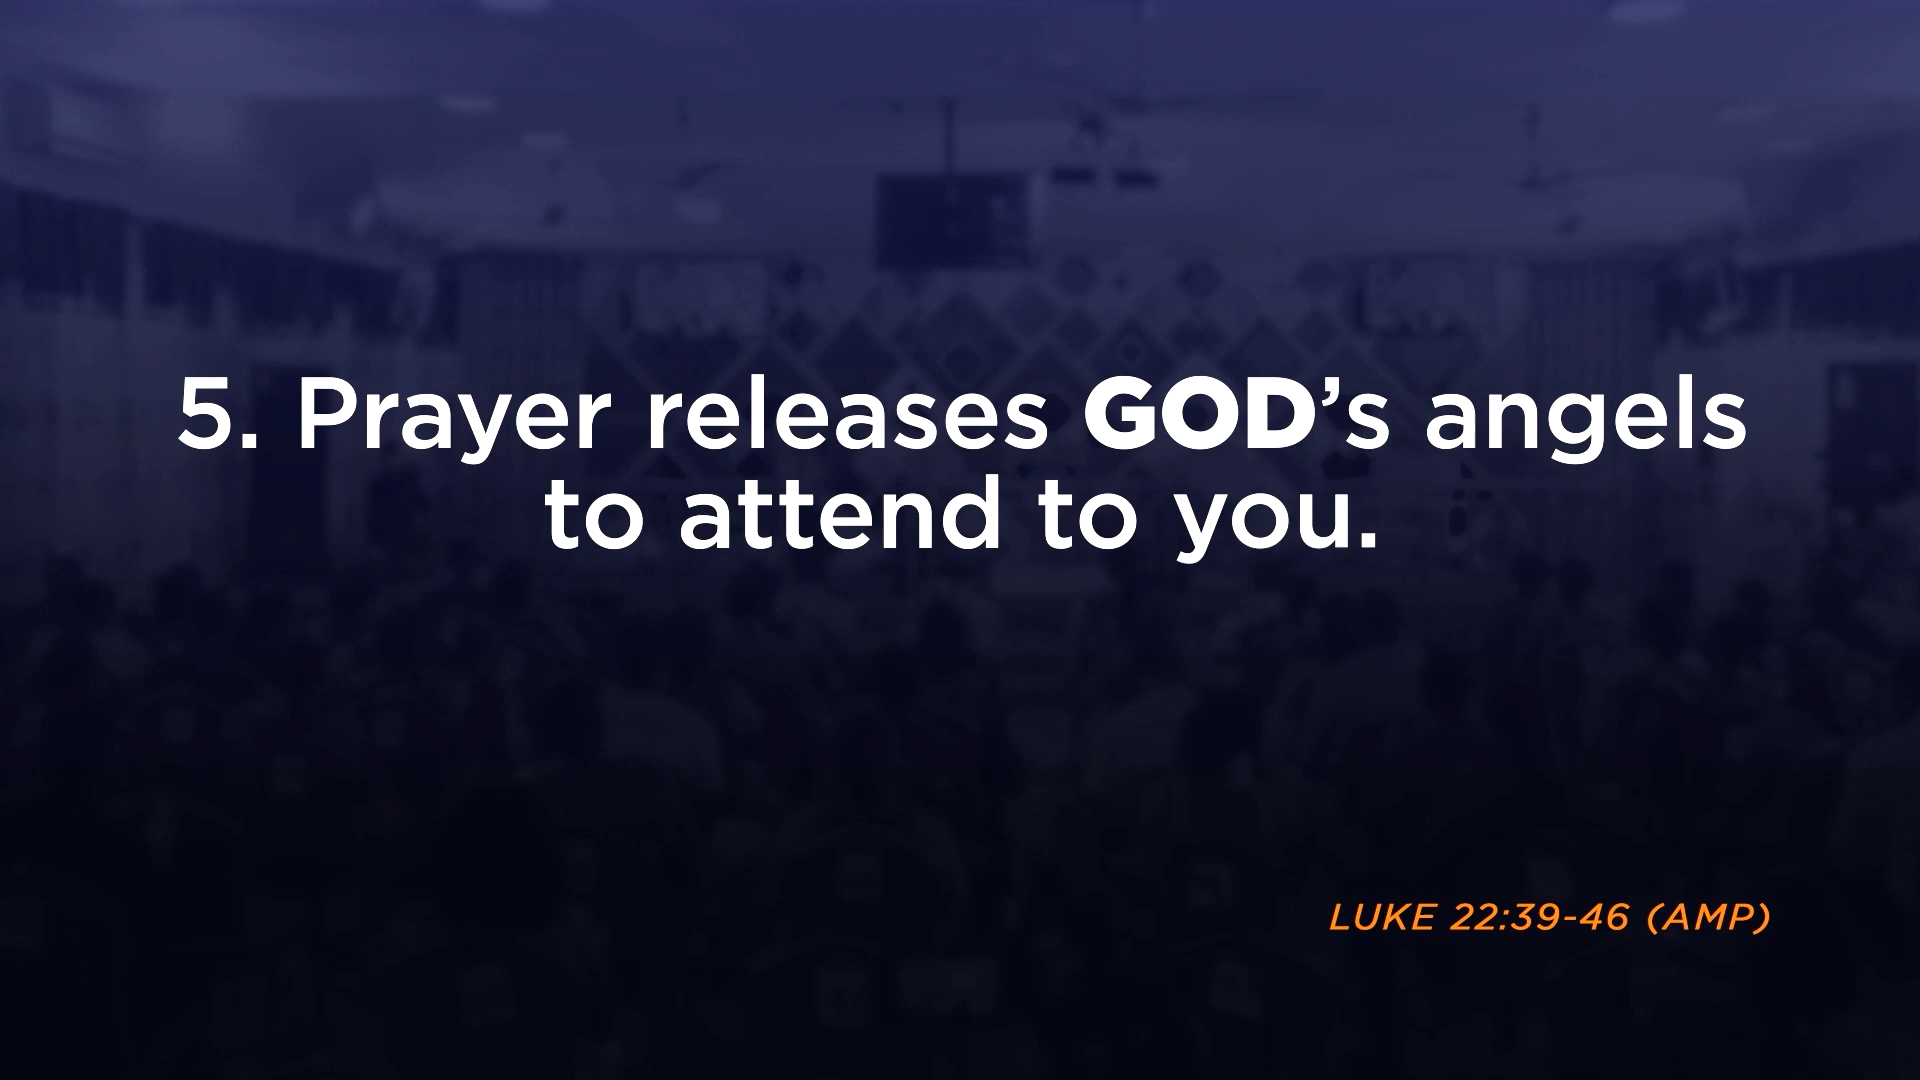 5. Prayer releases GOD’s angels
to attend to you.
LUKE 22:39-46 (AMP)